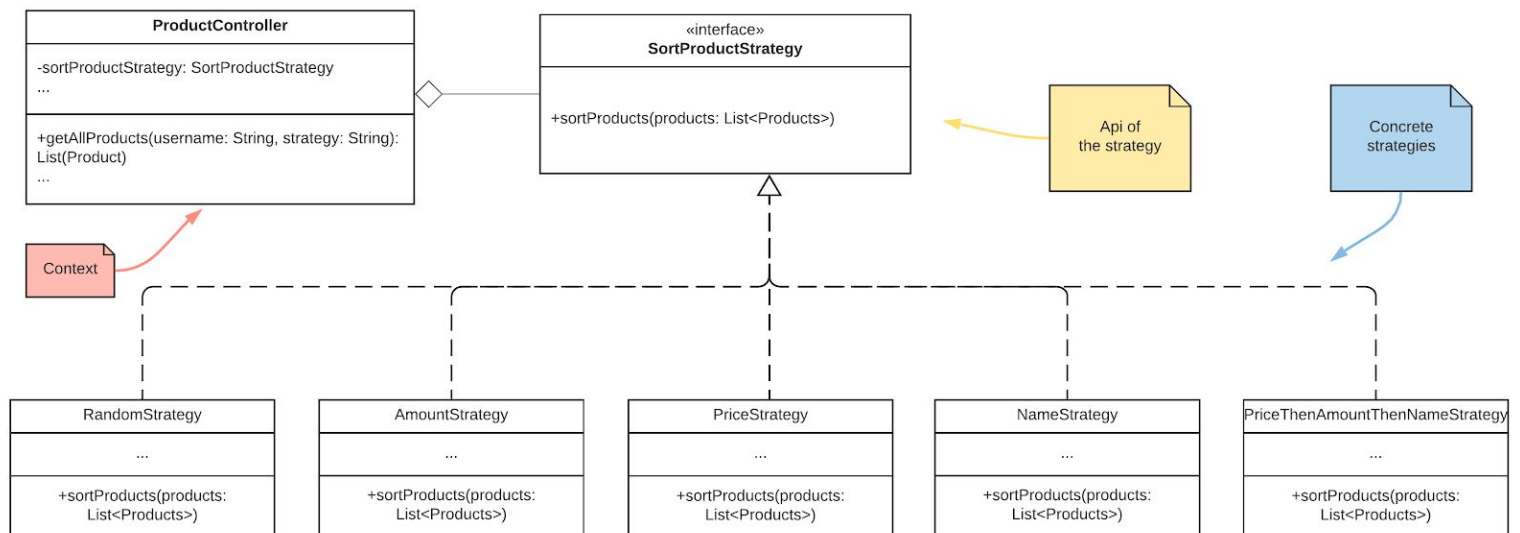 ProductController
-sortProductStrategy: SortProductStrategy
...
+getAllProducts(username: String, strategy: String):
List(Product)
...
«interface»
SortProductStrategy
+sortProducts(products: List<Products>)
Api of
the strategy
Concrete
strategies
Context
RandomStrategy
...
+sortProducts(products:
List<Products>)
AmountStrategy
...
+sortProducts(products:
List<Products>)
PriceStrategy
...
+sortProducts(products:
List<Products>)
NameStrategy
...
+sortProducts(products:
List<Products>)
PriceThenAmountThenNameStrategy
...
+sortProducts(products:
List<Products>)